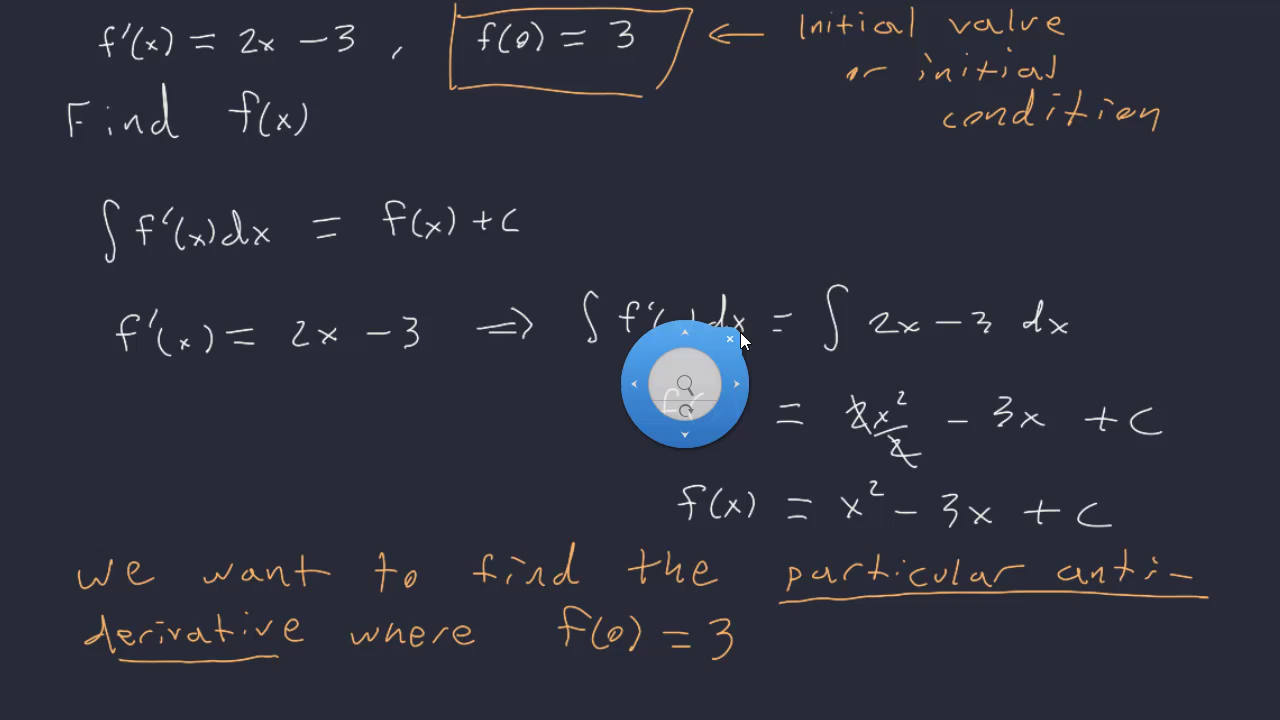 f'(x) = 2x - 3 , f(0) = 3 ← Initial value
or initial
condition
Find f(x)
∫ f'(x) dx = f(x) + c
f'(x) = 2x - 3 ⟹ ∫ f'( ) dx = ∫ 2x - 3 dx
= 2x²/2 - 3x + c
f(x) = x² - 3x + c
we want to find the particular anti-
derivative where f(0) = 3